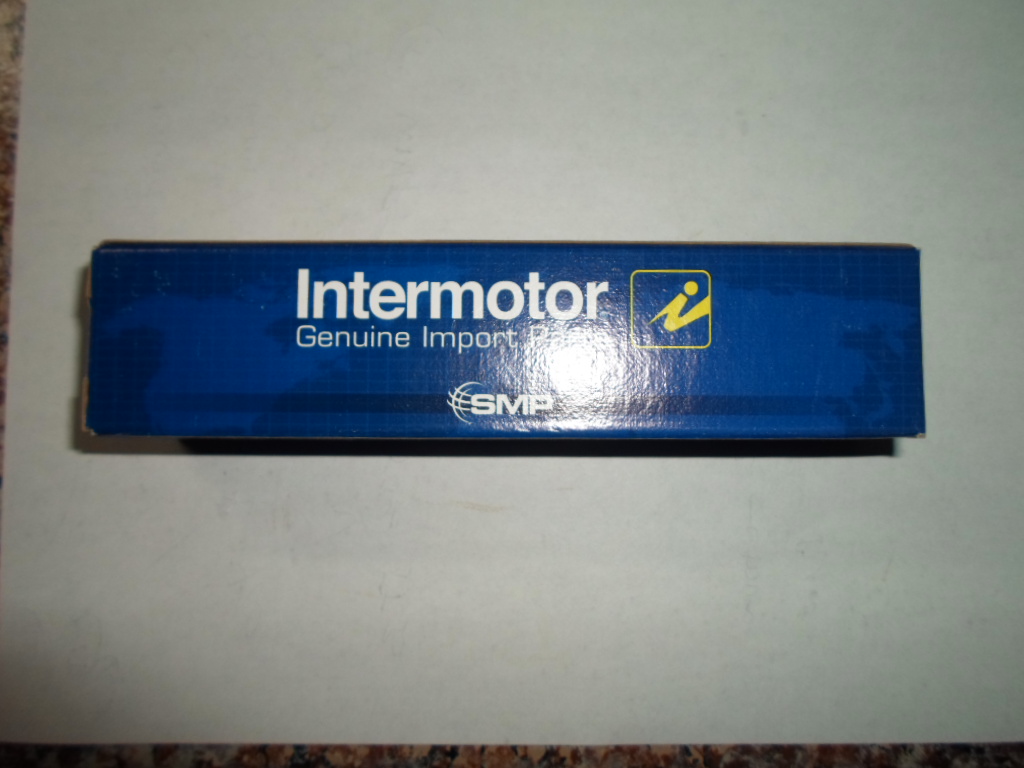 Intermotor
Genuine Import
SMP